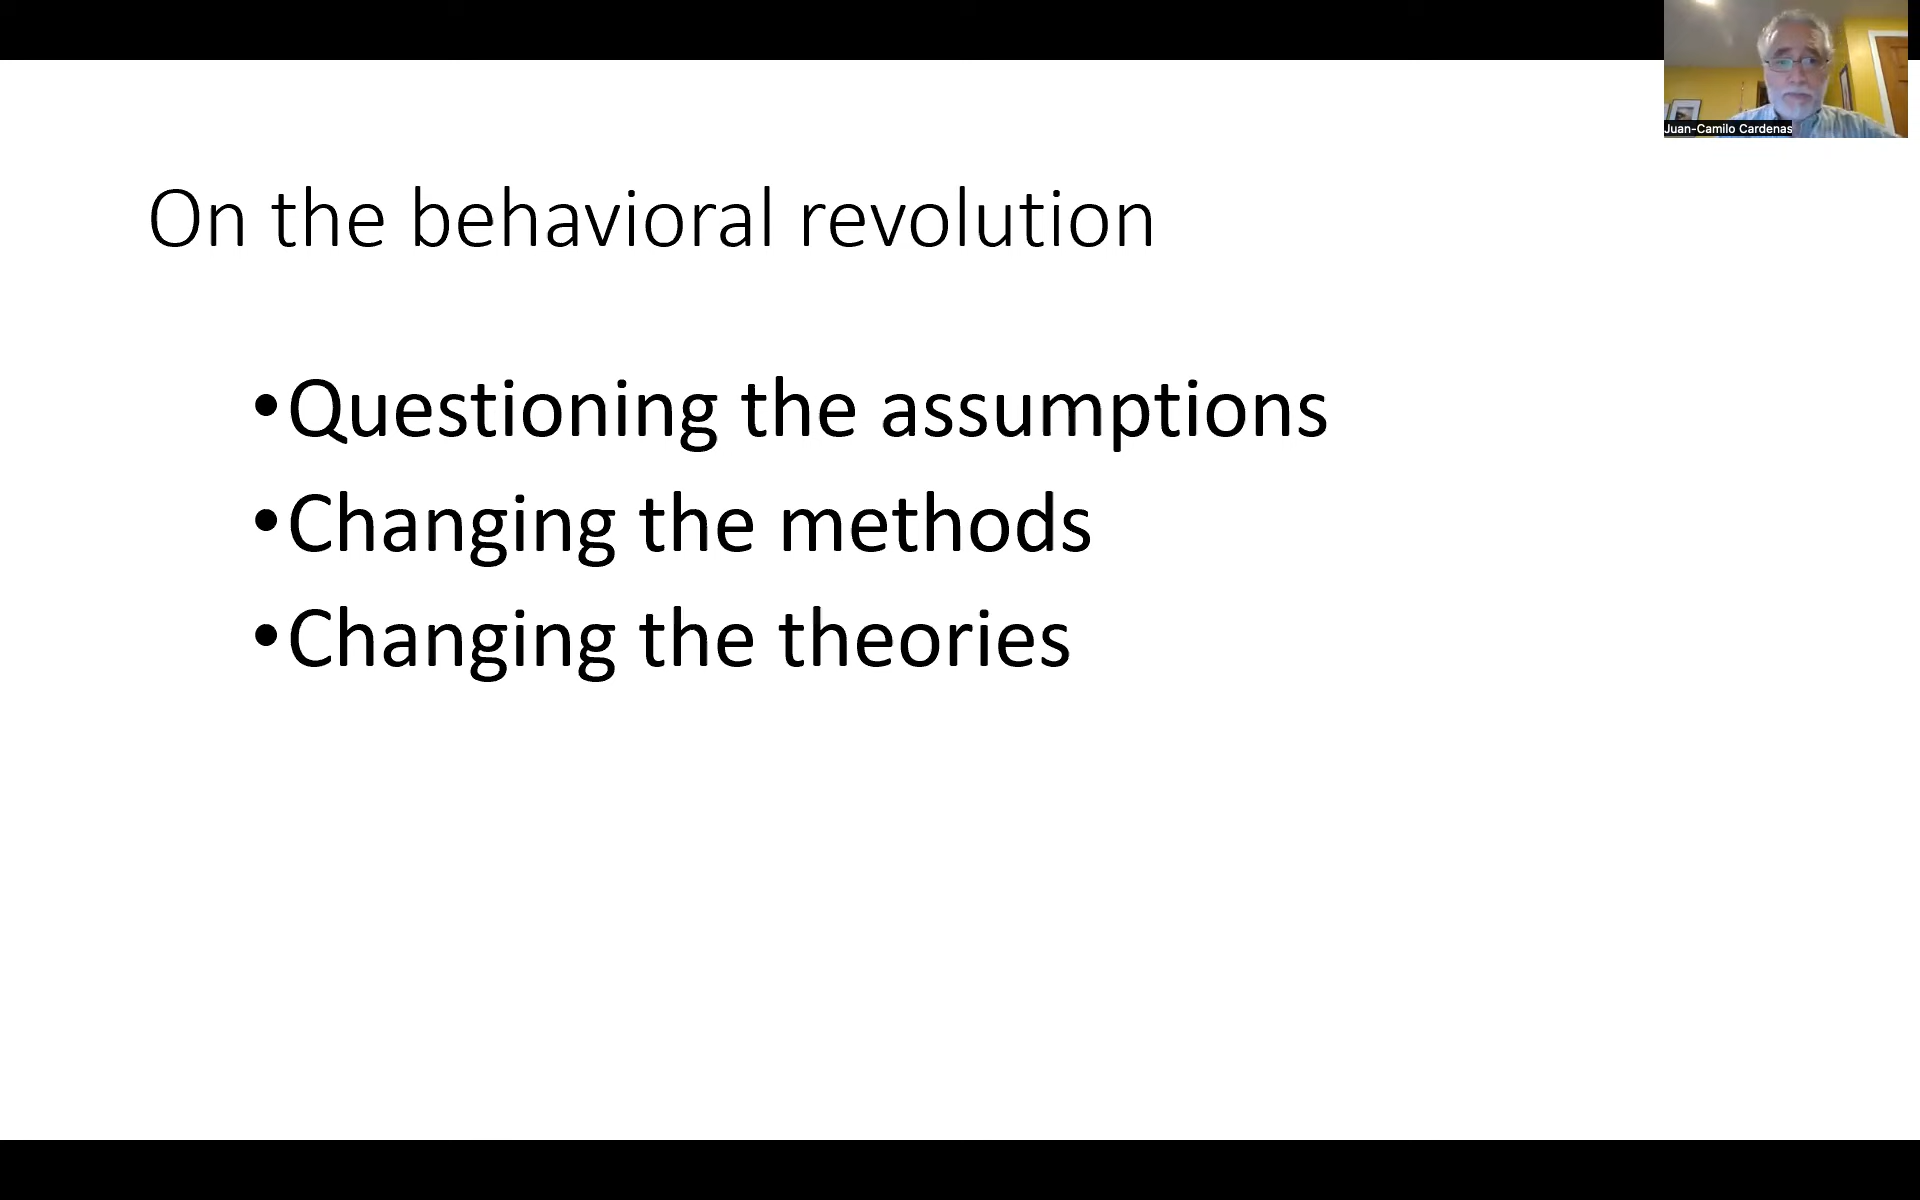 Juan-Camilo Cardenas
On the behavioral revolution
•Questioning the assumptions
•Changing the methods
•Changing the theories